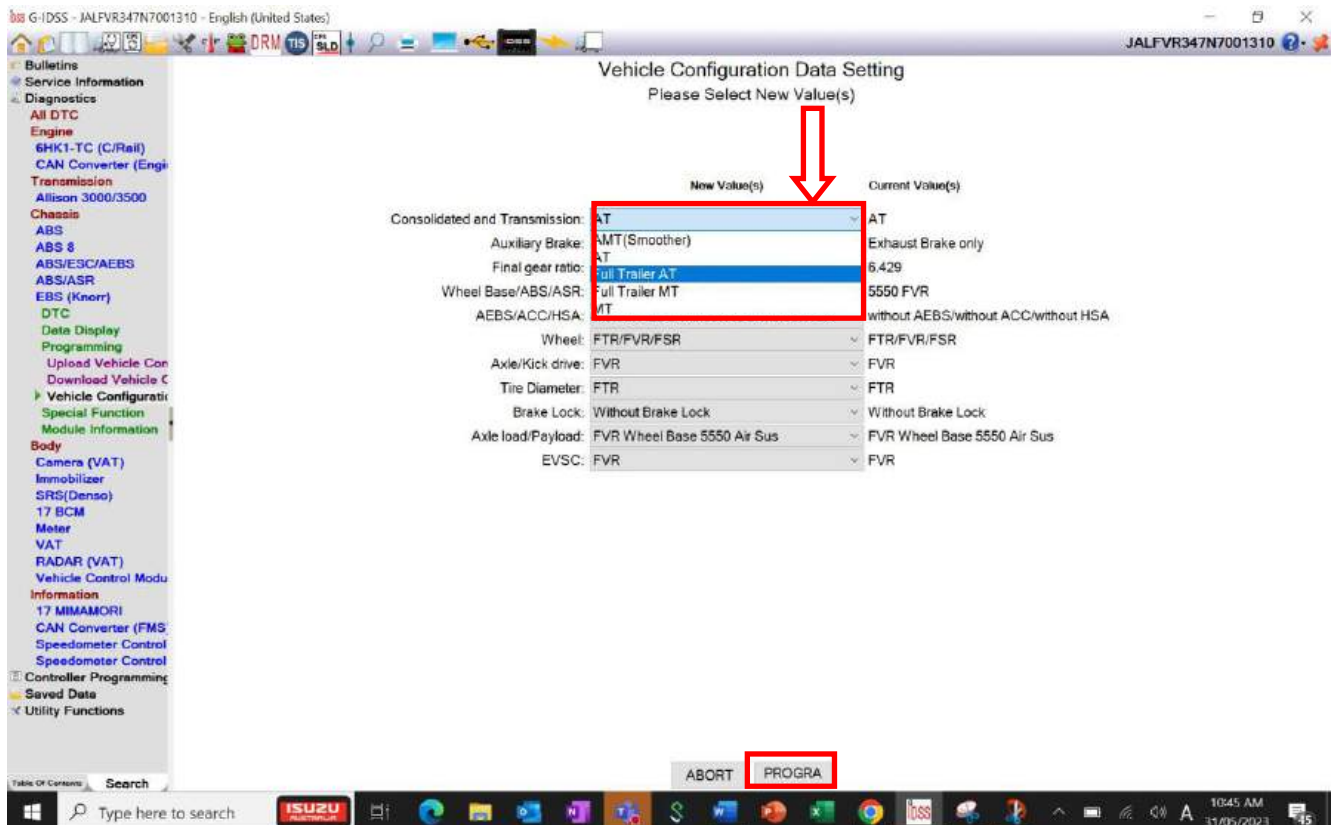 G-IDSS - JALFVR347N7001310 - English (United States)
DRM TIS SLD IDSS
JALFVR347N7001310
Bulletins
Service Information
Diagnostics
All DTC
Engine
6HK1-TC (C/Rail)
CAN Converter (Engi
Transmission
Allison 3000/3500
Chassis
ABS
ABS 8
ABS/ESC/AEBS
ABS/ASR
EBS (Knorr)
DTC
Data Display
Programming
Upload Vehicle Con
Download Vehicle C
Vehicle Configuratio
Special Function
Module Information
Body
Camera (VAT)
Immobilizer
SRS(Denso)
17 BCM
Meter
VAT
RADAR (VAT)
Vehicle Control Modu
Information
17 MIMAMORI
CAN Converter (FMS
Speedometer Control
Speedometer Control
Controller Programming
Saved Data
Utility Functions
Table Of Contents Search
Vehicle Configuration Data Setting
Please Select New Value(s)
New Value(s) Current Value(s)
Consolidated and Transmission: AT AT
Auxiliary Brake: AMT(Smoother) Exhaust Brake only
AT
Final gear ratio: Full Trailer AT 6.429
Wheel Base/ABS/ASR: Full Trailer MT 5550 FVR
AEBS/ACC/HSA: MT without AEBS/without ACC/without HSA
Wheel: FTR/FVR/FSR FTR/FVR/FSR
Axle/Kick drive: FVR FVR
Tire Diameter: FTR FTR
Brake Lock: Without Brake Lock Without Brake Lock
Axle load/Payload: FVR Wheel Base 5550 Air Sus FVR Wheel Base 5550 Air Sus
EVSC: FVR FVR
ABORT PROGRA
Type here to search ISUZU AUSTRALIA IDSS A 10:45 AM
31/05/2023 45